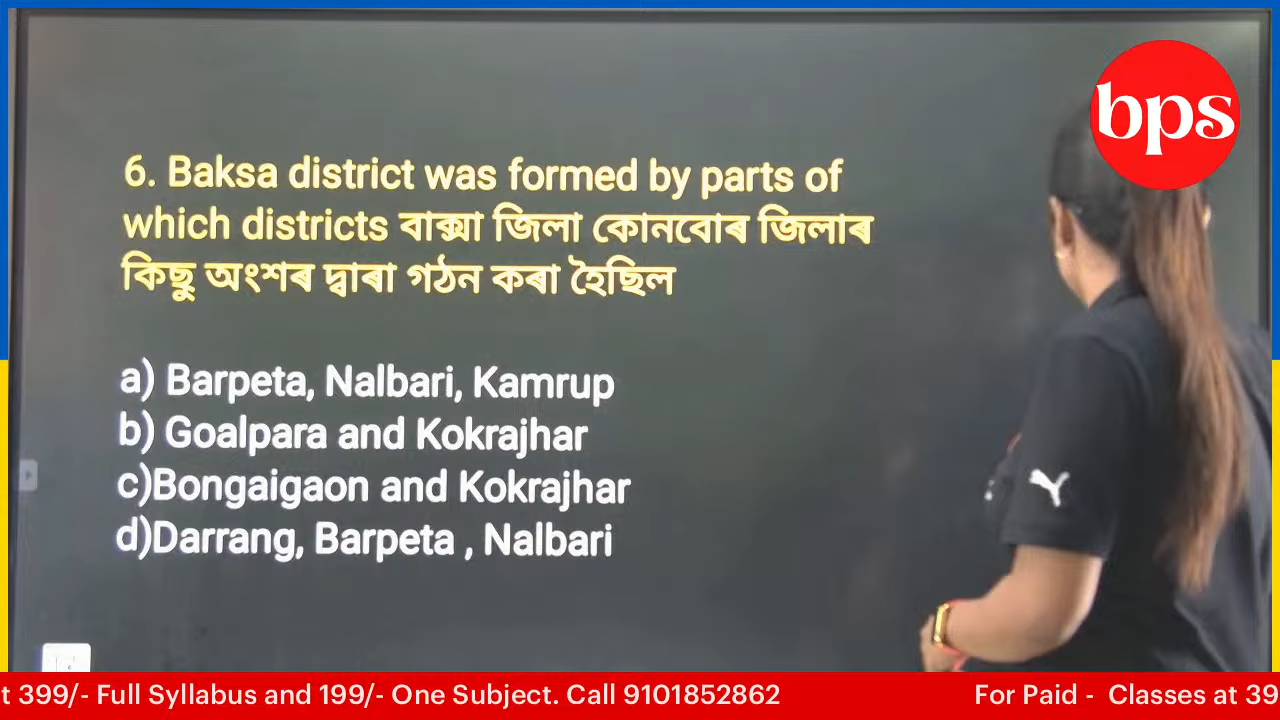 bps
6. Baksa district was formed by parts of
which districts বাক্সা জিলা কোনবোৰ জিলাৰ
কিছু অংশৰ দ্বাৰা গঠন কৰা হৈছিল
a) Barpeta, Nalbari, Kamrup
b) Goalpara and Kokrajhar
c)Bongaigaon and Kokrajhar
d)Darrang, Barpeta , Nalbari
t 399/- Full Syllabus and 199/- One Subject. Call 9101852862 For Paid - Classes at 39